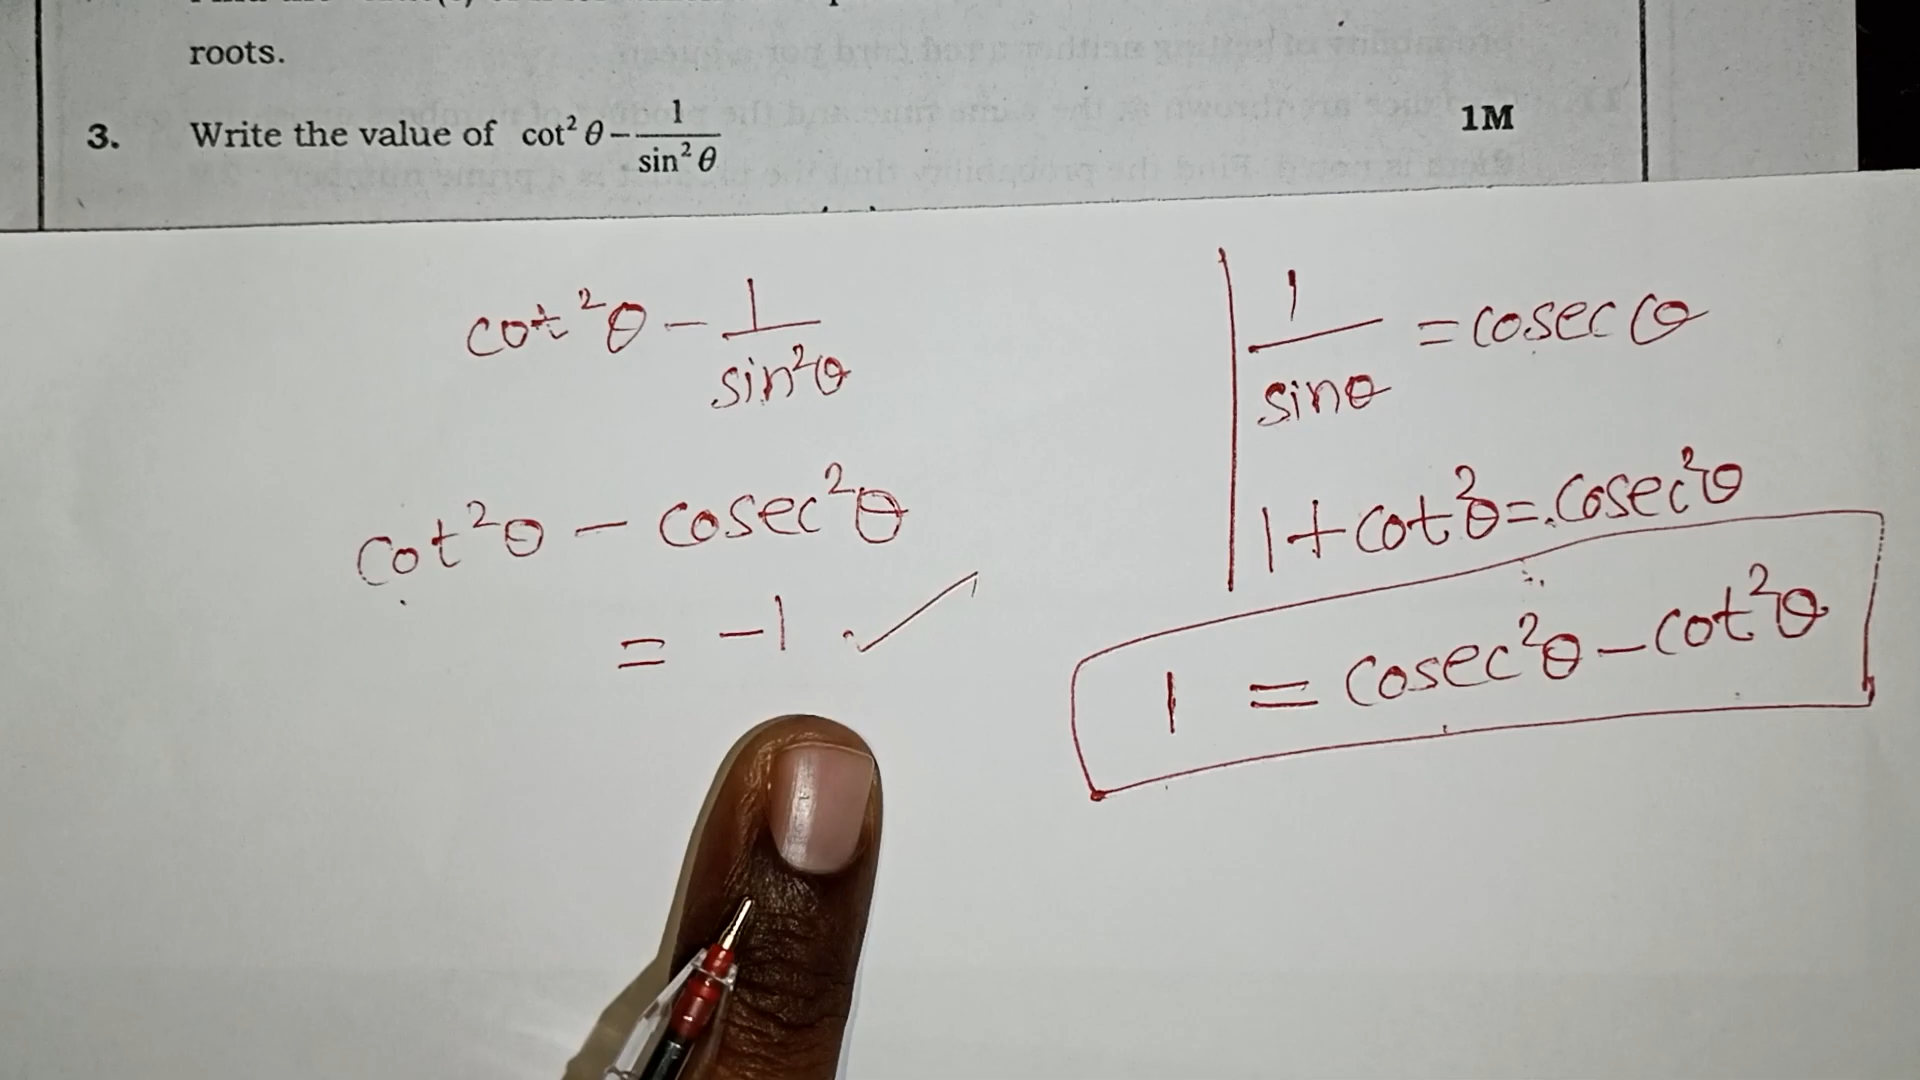 roots.
3. Write the value of cot² θ − 1/sin² θ 1M
cot²θ − 1/sin²θ
cot²θ − cosec²θ
= −1 ✓
1/sinθ = cosec θ
1+cot²θ = cosec²θ
1 = cosec²θ − cot²θ